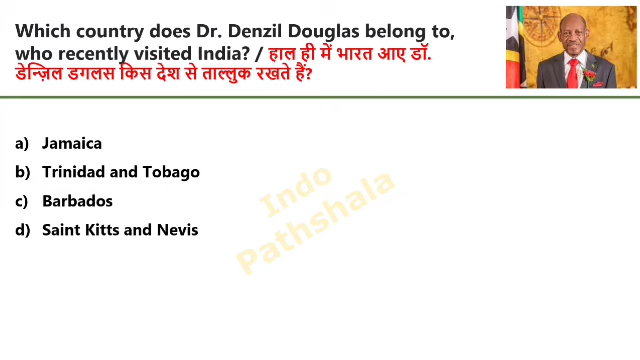 Which country does Dr. Denzil Douglas belong to,
who recently visited India? / हाल ही में भारत आए डॉ.
डेन्ज़िल डगलस किस देश से ताल्लुक रखते हैं?
a) Jamaica
b) Trinidad and Tobago
c) Barbados
d) Saint Kitts and Nevis
Indo
Pathshala